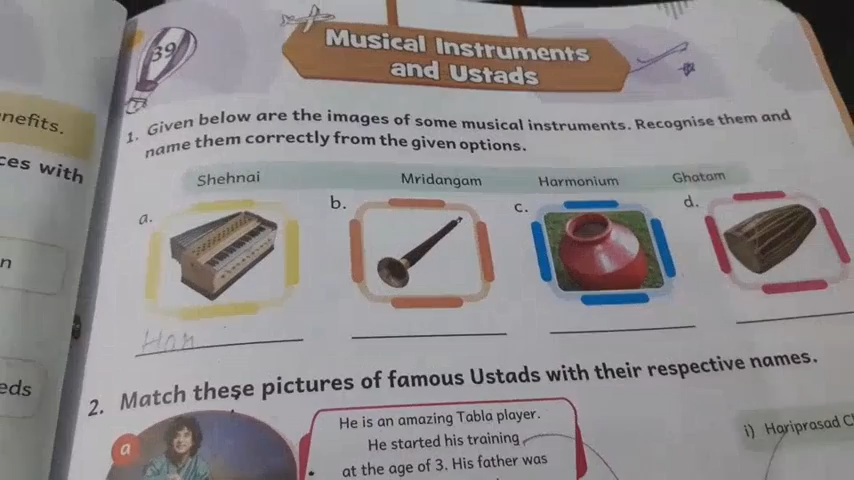 nefits.
ces with
n
eds
39
Musical Instruments
and Ustads
1. Given below are the images of some musical instruments. Recognise them and
name them correctly from the given options.
Shehnai Mridangam Harmonium Ghatam
a. b. c. d.
Han
2. Match these pictures of famous Ustads with their respective names.
a
He is an amazing Tabla player.
He started his training
at the age of 3. His father was
i) Hariprasad C